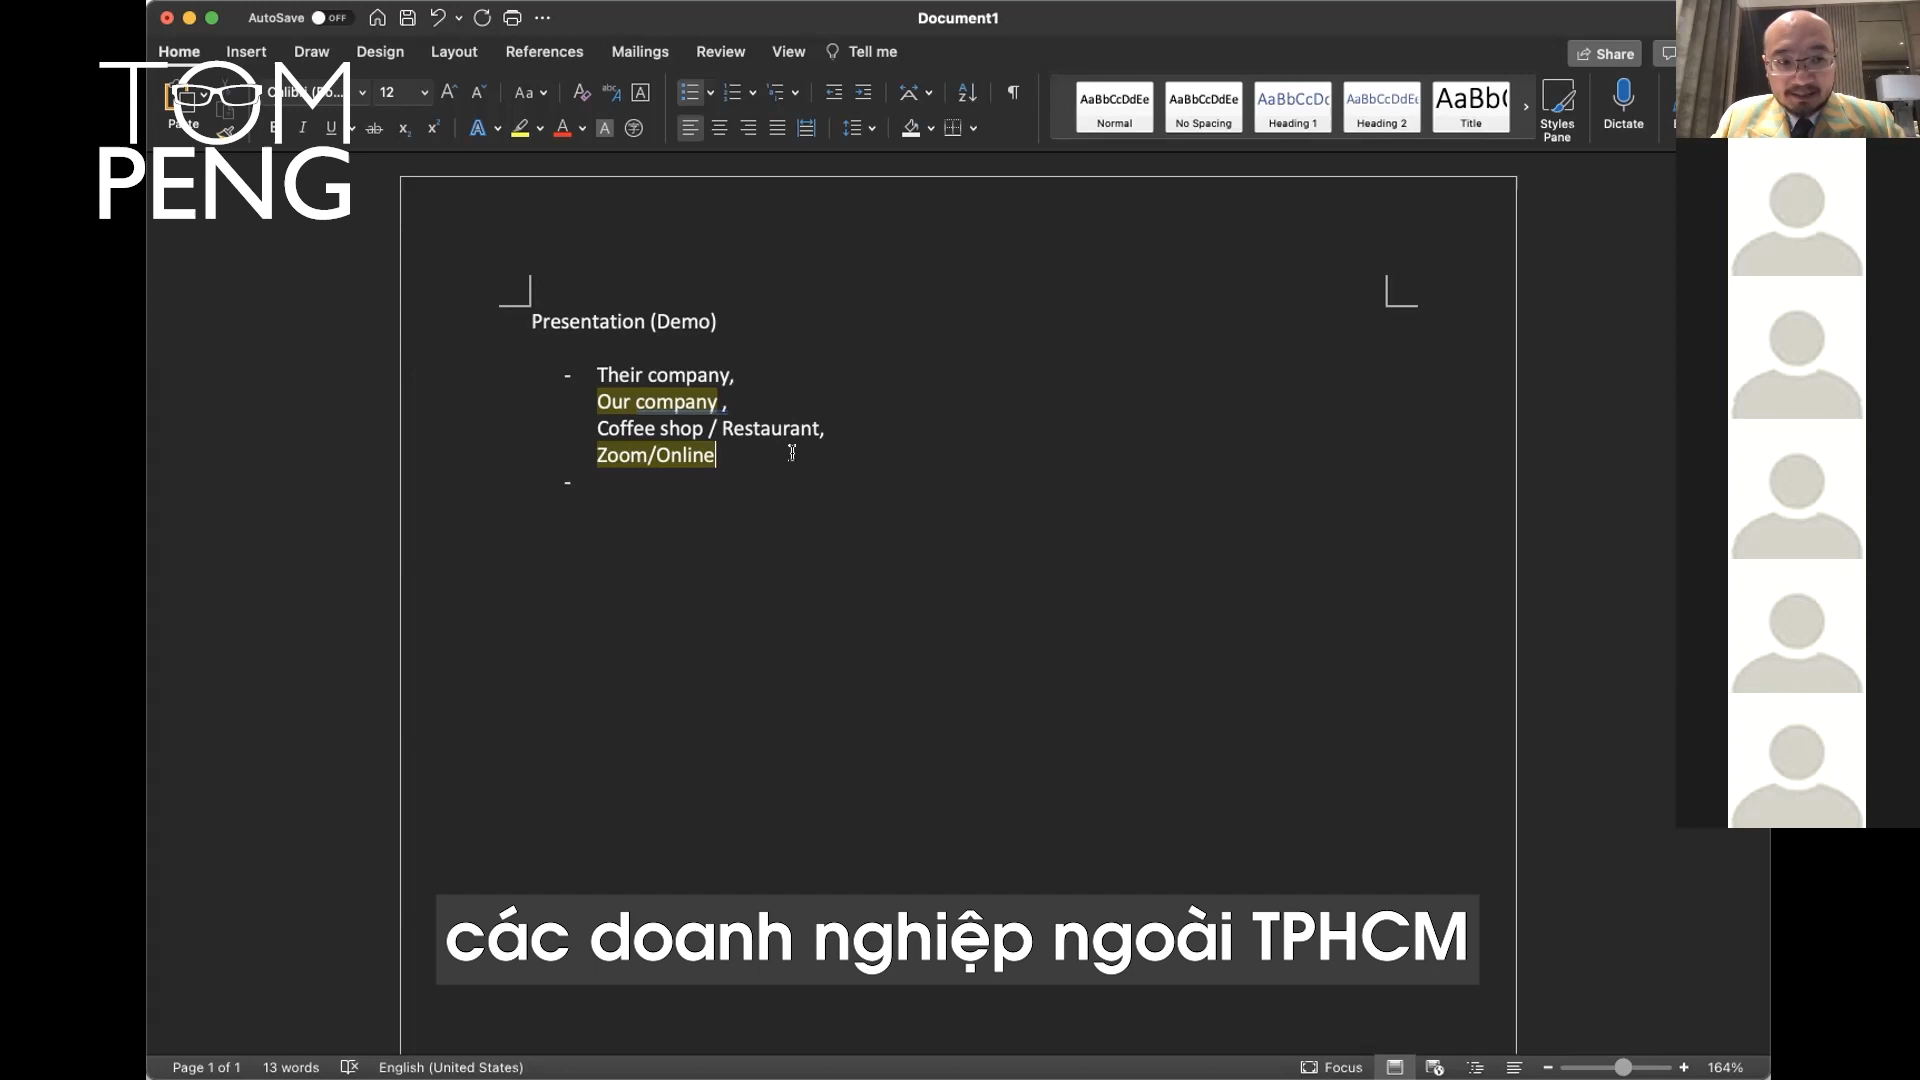 AutoSave OFF
Document1
Home Insert Draw Design Layout References Mailings Review View Tell me
Share
TOM
PENG
12
Aa
AaBbCcDdEe AaBbCcDdEe AaBbCcDc AaBbCcDdEe AaBb(
Normal No Spacing Heading 1 Heading 2 Title
Styles
Pane
Dictate
Presentation (Demo)
- Their company,
Our company ,
Coffee shop / Restaurant,
Zoom/Online
-
các doanh nghiệp ngoài TPHCM
Page 1 of 1 13 words English (United States) Focus 164%